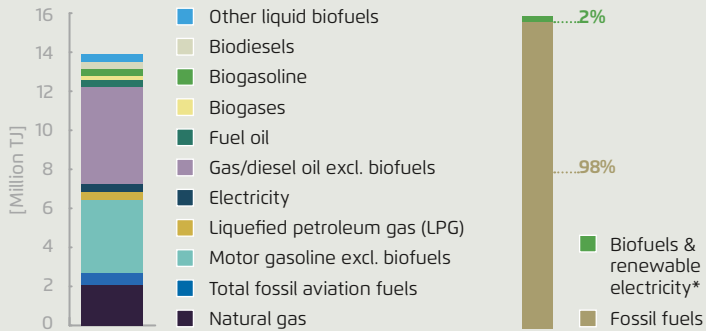 [Million TJ]
16
14
12
10
8
6
4
2
0
Other liquid biofuels
Biodiesels
Biogasoline
Biogases
Fuel oil
Gas/diesel oil excl. biofuels
Electricity
Liquefied petroleum gas (LPG)
Motor gasoline excl. biofuels
Total fossil aviation fuels
Natural gas
2%
98%
Biofuels &
renewable
electricity*
Fossil fuels